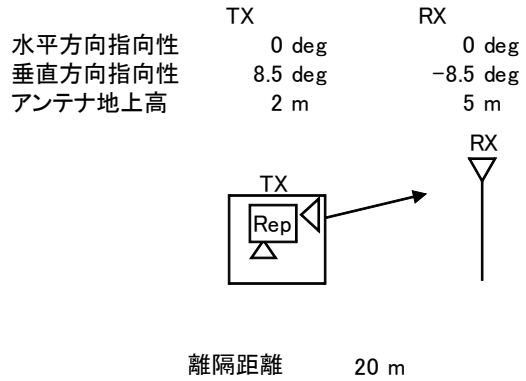 TX RX
水平方向指向性 0 deg 0 deg
垂直方向指向性 8.5 deg −8.5 deg
アンテナ地上高 2 m 5 m
RX
TX
Rep
離隔距離 20 m